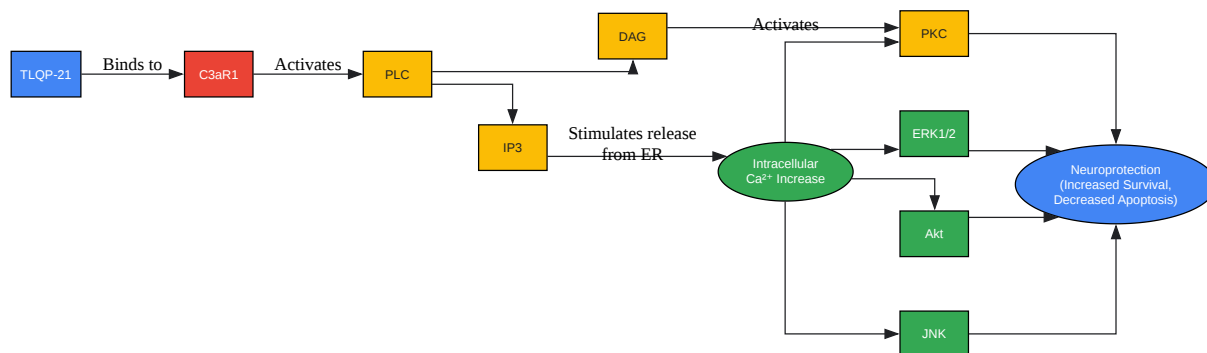 TLQP-21
Binds to
C3aR1
Activates
PLC
DAG
Activates
PKC
IP3
Stimulates release
from ER
Intracellular
Ca²⁺ Increase
ERK1/2
Akt
JNK
Neuroprotection
(Increased Survival,
Decreased Apoptosis)